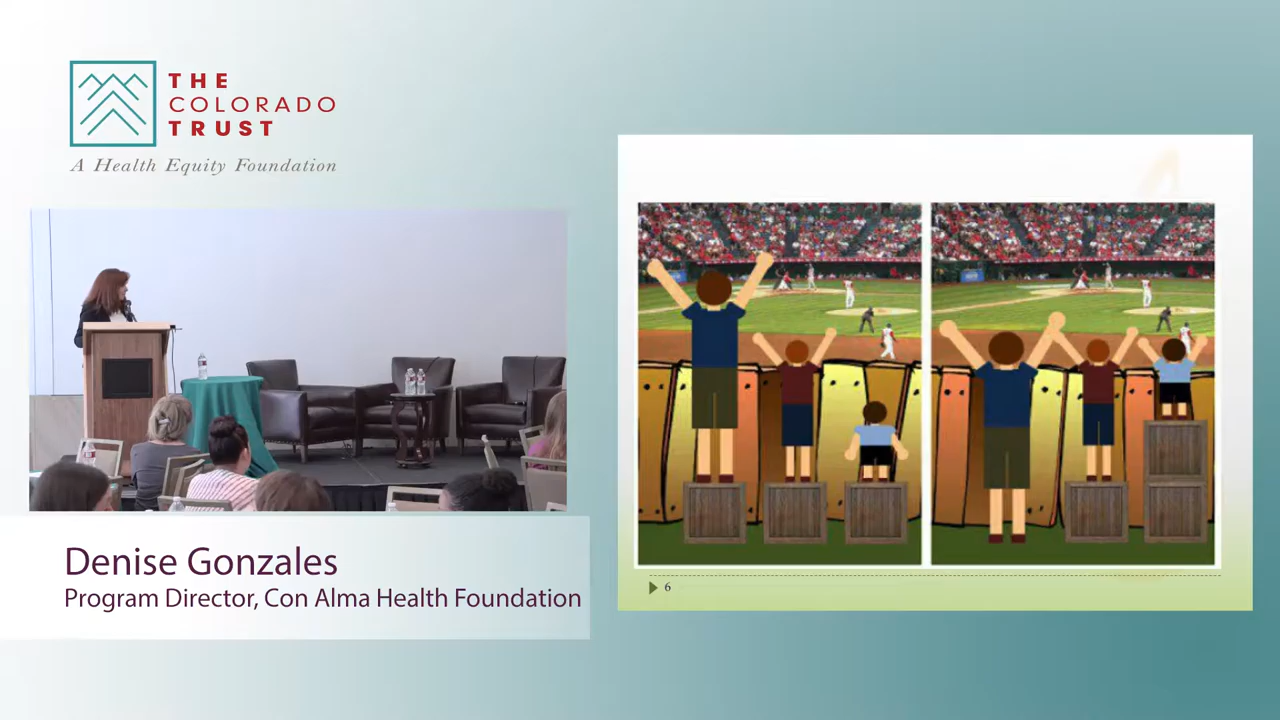 THE
COLORADO
TRUST
A Health Equity Foundation
Denise Gonzales
Program Director, Con Alma Health Foundation
6